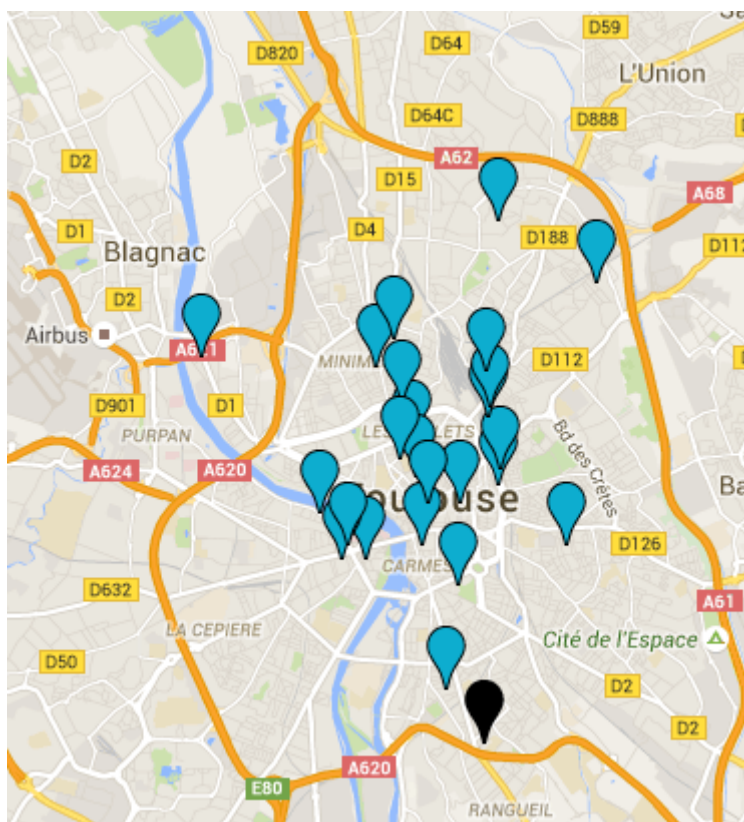 D59
D820
D64
L'Union
D64C
D888
A62
D2
D15
A68
D1
D4
D188
Blagnac
D2
Airbus
A621
MINIM
D112
D901
D1
PURPAN
Bd des Crêtes
A624
A620
Toulouse
D126
CARMES
D632
A61
LA CEPIERE
Cité de l'Espace
D50
D2
D2
A620
E80
RANGUEIL